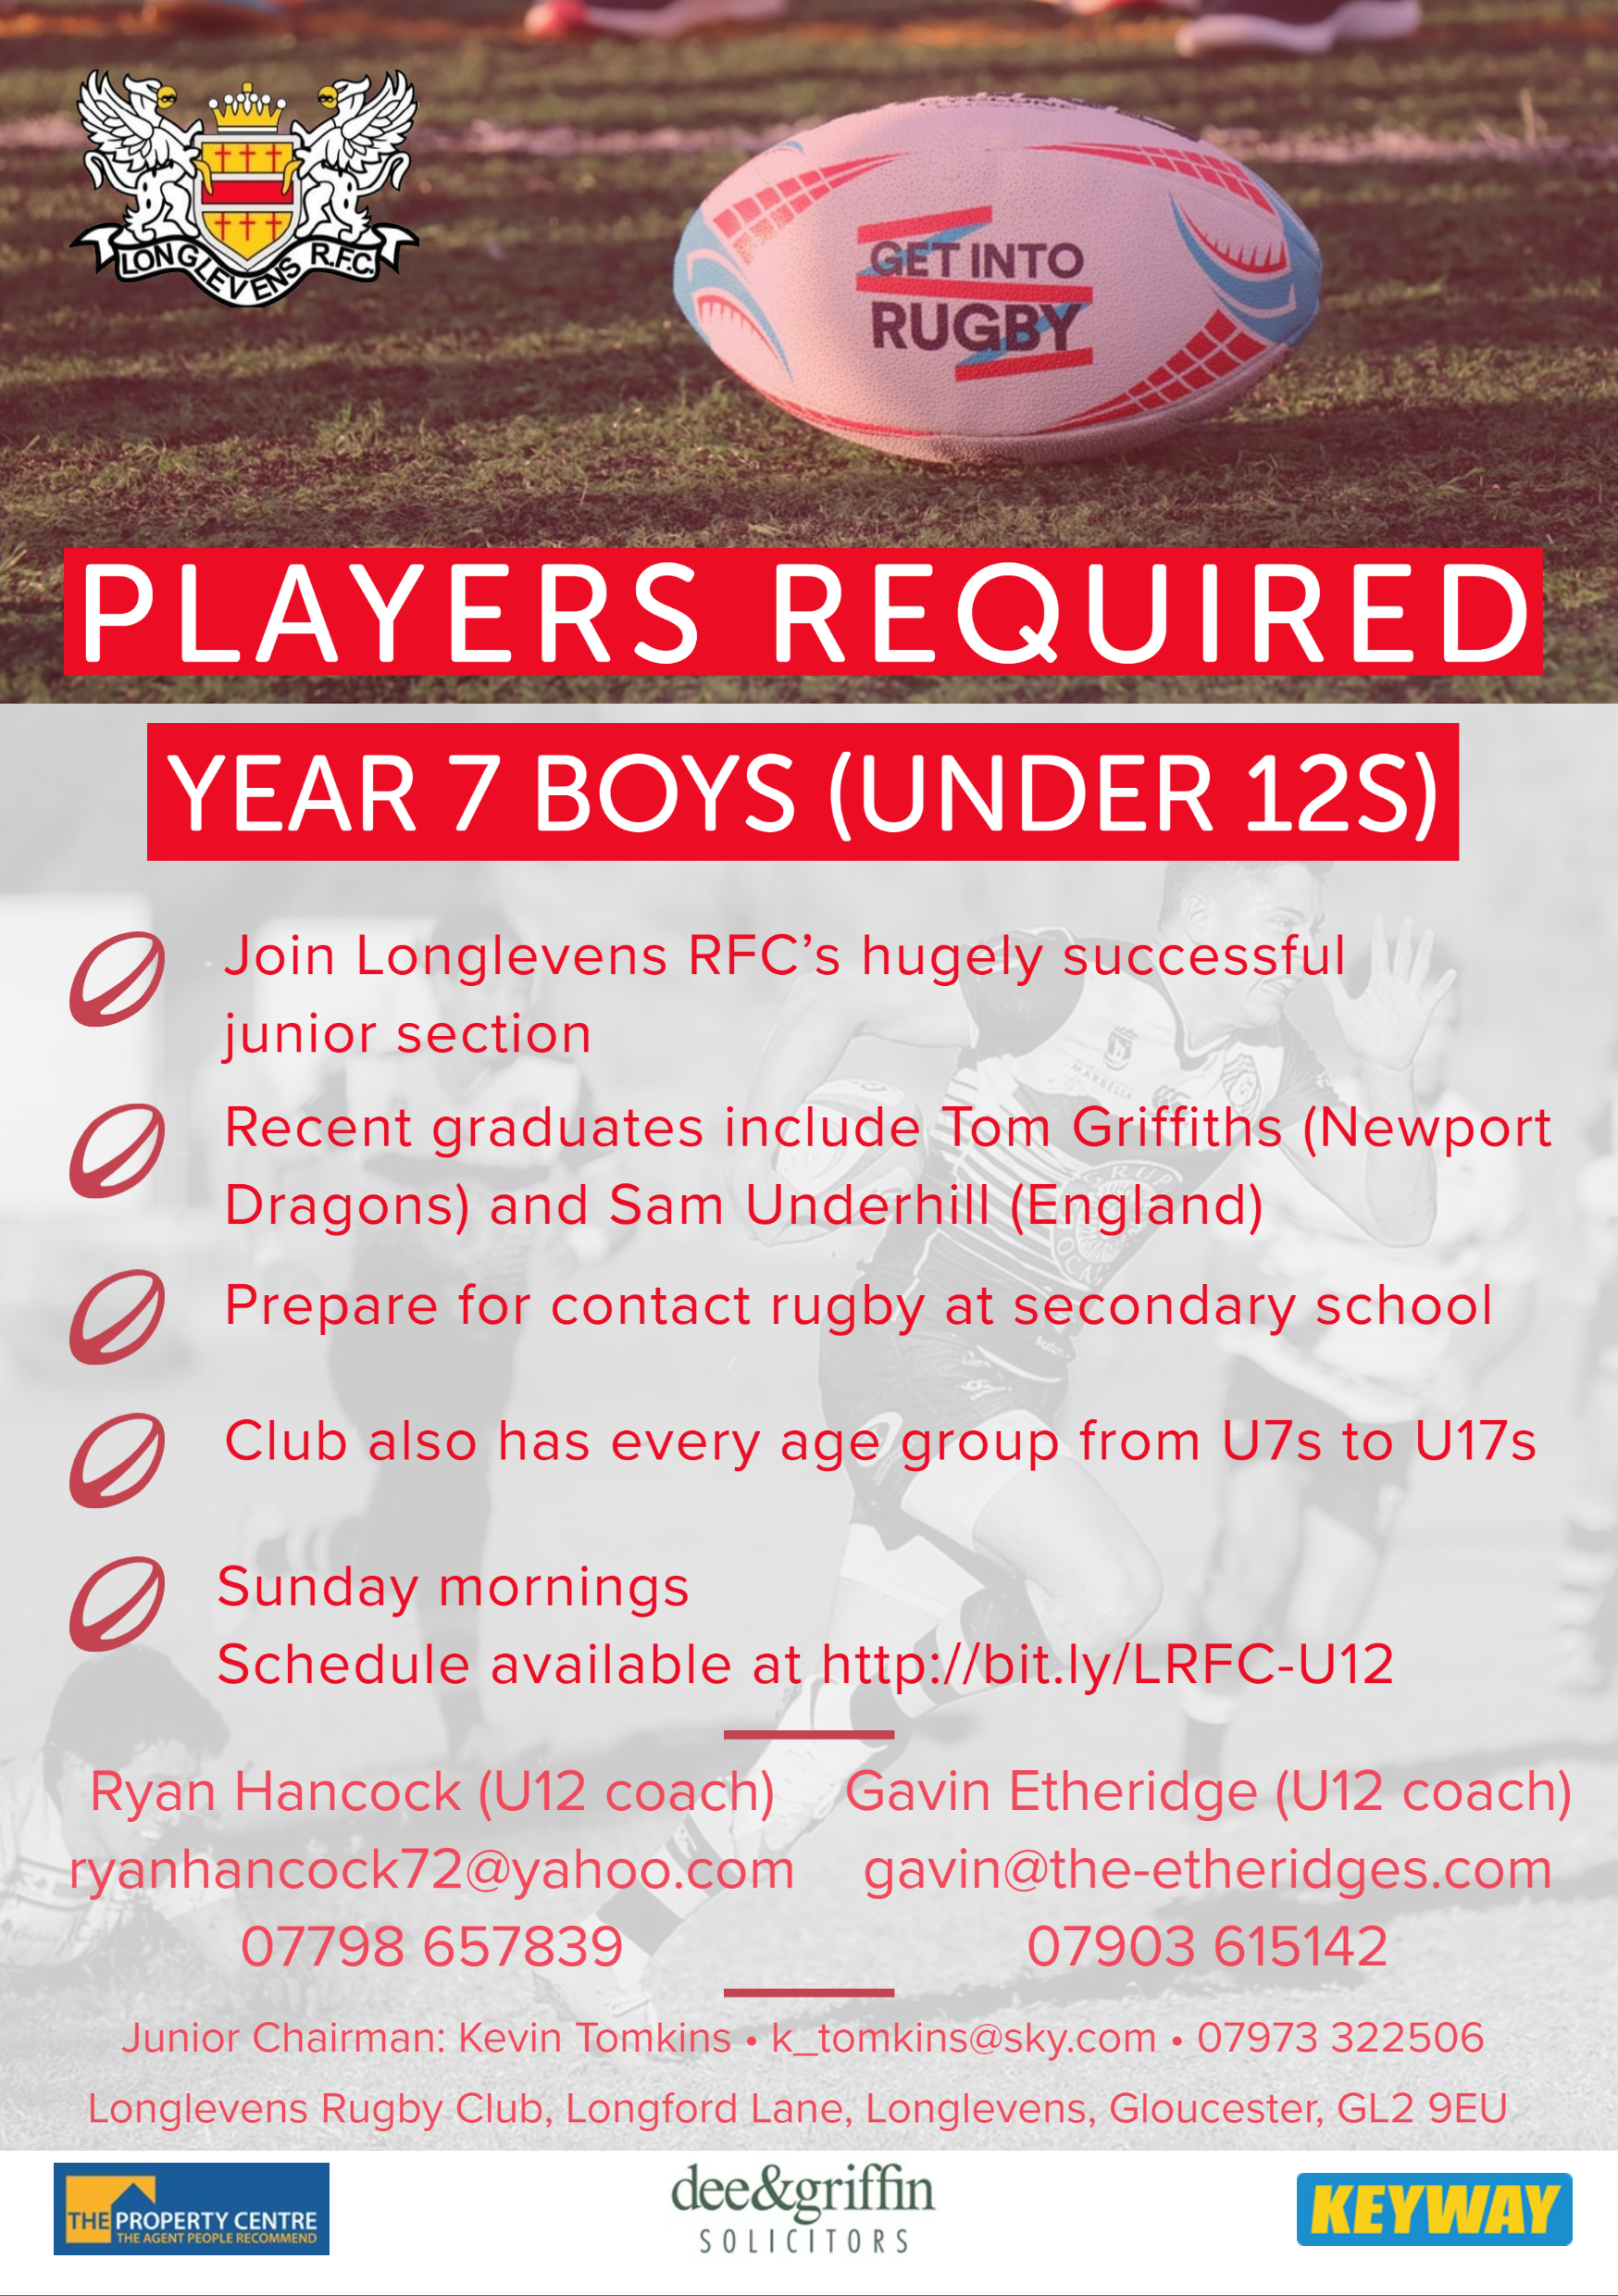 LONGLEVENS R.F.C.
GET INTO
RUGBY
PLAYERS REQUIRED
YEAR 7 BOYS (UNDER 12S)
Join Longlevens RFC’s hugely successful
junior section
Recent graduates include Tom Griffiths (Newport
Dragons) and Sam Underhill (England)
Prepare for contact rugby at secondary school
Club also has every age group from U7s to U17s
Sunday mornings
Schedule available at http://bit.ly/LRFC-U12
Ryan Hancock (U12 coach)
ryanhancock72@yahoo.com
07798 657839
Gavin Etheridge (U12 coach)
gavin@the-etheridges.com
07903 615142
Junior Chairman: Kevin Tomkins • k_tomkins@sky.com • 07973 322506
Longlevens Rugby Club, Longford Lane, Longlevens, Gloucester, GL2 9EU
THE PROPERTY CENTRE
THE AGENT PEOPLE RECOMMEND
dee&griffin
SOLICITORS
KEYWAY